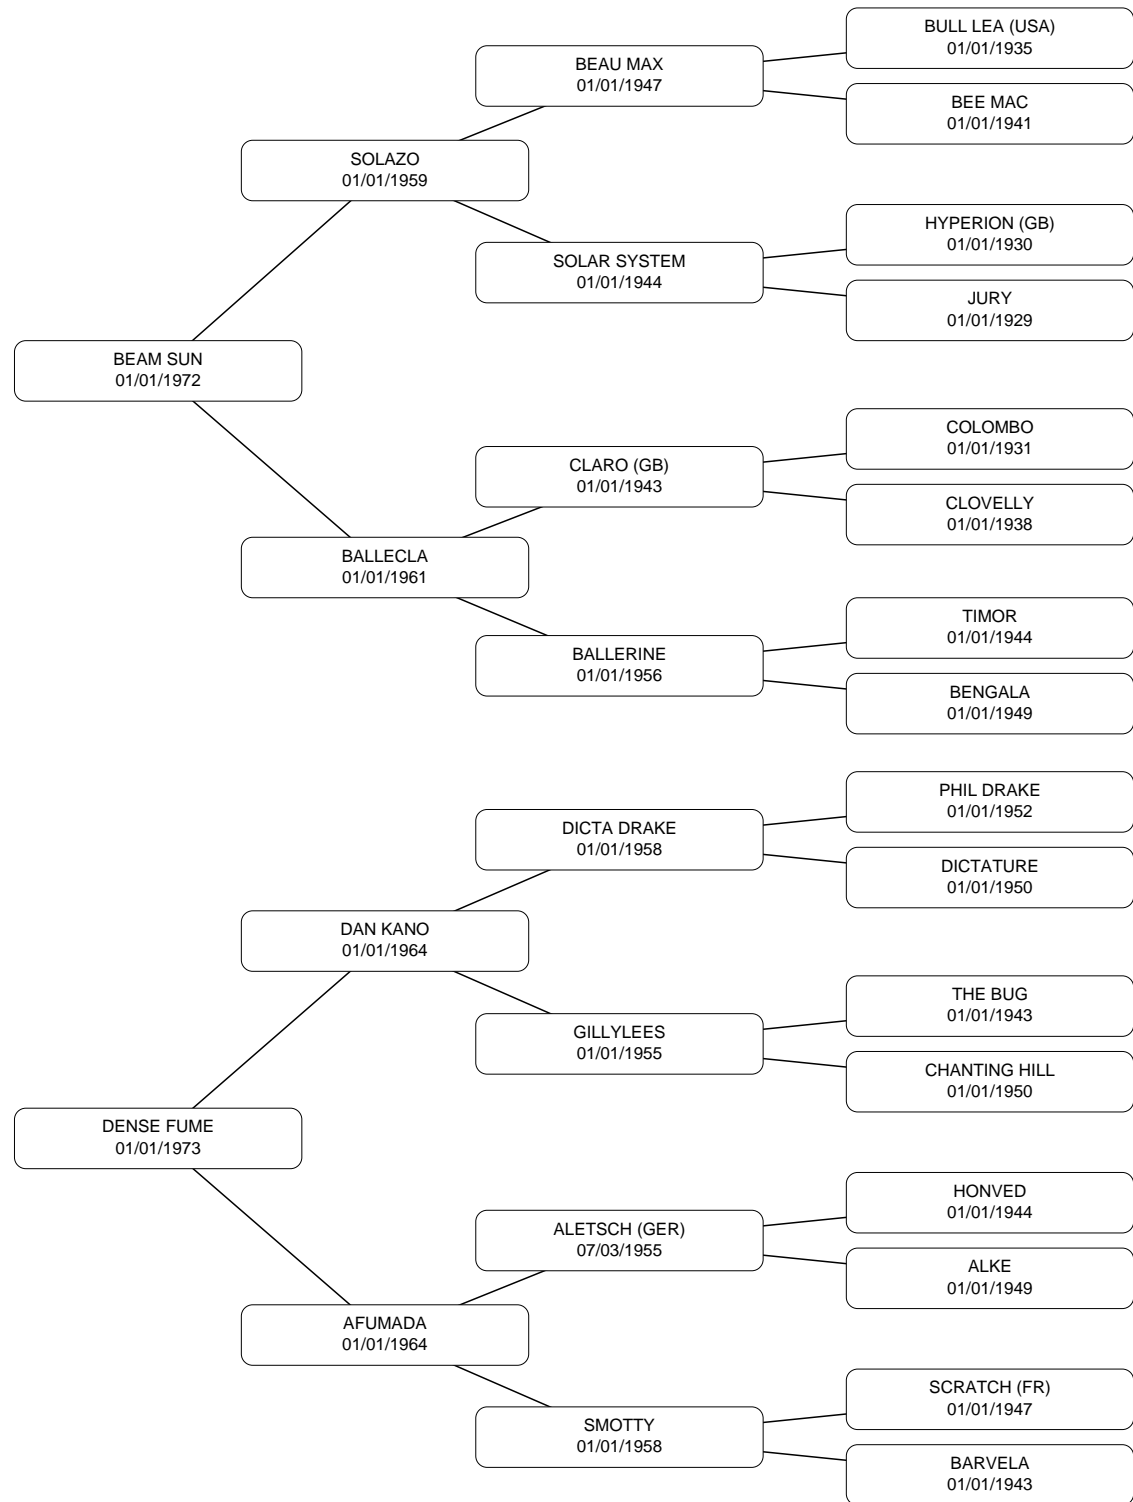 BULL LEA (USA)
01/01/1935
BEAU MAX
01/01/1947
BEE MAC
01/01/1941
SOLAZO
01/01/1959
HYPERION (GB)
01/01/1930
SOLAR SYSTEM
01/01/1944
JURY
01/01/1929
BEAM SUN
01/01/1972
COLOMBO
01/01/1931
CLARO (GB)
01/01/1943
CLOVELLY
01/01/1938
BALLECLA
01/01/1961
TIMOR
01/01/1944
BALLERINE
01/01/1956
BENGALA
01/01/1949
PHIL DRAKE
01/01/1952
DICTA DRAKE
01/01/1958
DICTATURE
01/01/1950
DAN KANO
01/01/1964
THE BUG
01/01/1943
GILLYLEES
01/01/1955
CHANTING HILL
01/01/1950
DENSE FUME
01/01/1973
HONVED
01/01/1944
ALETSCH (GER)
07/03/1955
ALKE
01/01/1949
AFUMADA
01/01/1964
SCRATCH (FR)
01/01/1947
SMOTTY
01/01/1958
BARVELA
01/01/1943